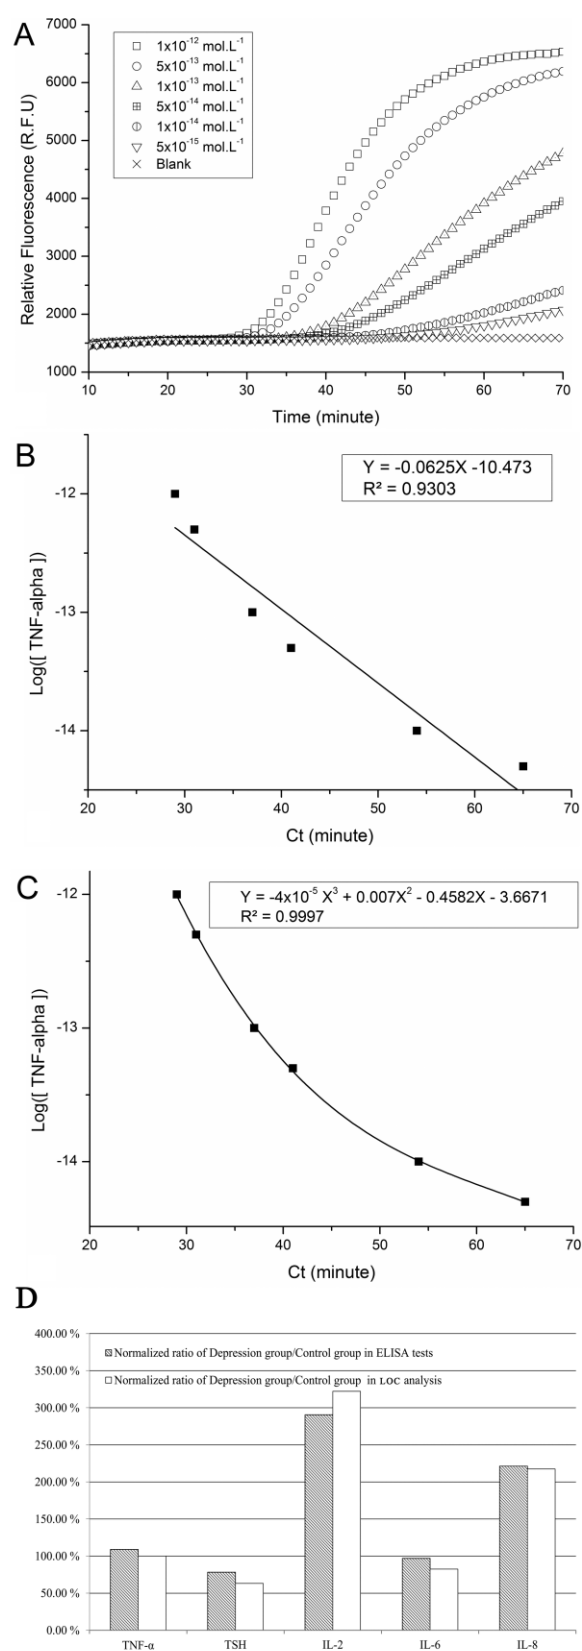 A
7000
6000
5000
4000
3000
2000
1000
Relative Fluorescence (R.F.U)
1x10⁻¹² mol.L⁻¹
5x10⁻¹³ mol.L⁻¹
1x10⁻¹³ mol.L⁻¹
5x10⁻¹⁴ mol.L⁻¹
1x10⁻¹⁴ mol.L⁻¹
5x10⁻¹⁵ mol.L⁻¹
Blank
10 20 30 40 50 60 70
Time (minute)
B
Y = -0.0625X -10.473
R² = 0.9303
-12
-13
-14
Log([ TNF-alpha ])
20 30 40 50 60 70
Ct (minute)
C
Y = -4x10⁻⁵ X³ + 0.007X² - 0.4582X - 3.6671
R² = 0.9997
-12
-13
-14
Log([ TNF-alpha ])
20 30 40 50 60 70
Ct (minute)
D
400.00 %
350.00 %
300.00 %
250.00 %
200.00 %
150.00 %
100.00 %
50.00 %
0.00 %
Normalized ratio of Depression group/Control group in ELISA tests
Normalized ratio of Depression group/Control group in LOC analysis
TNF-α TSH IL-2 IL-6 IL-8